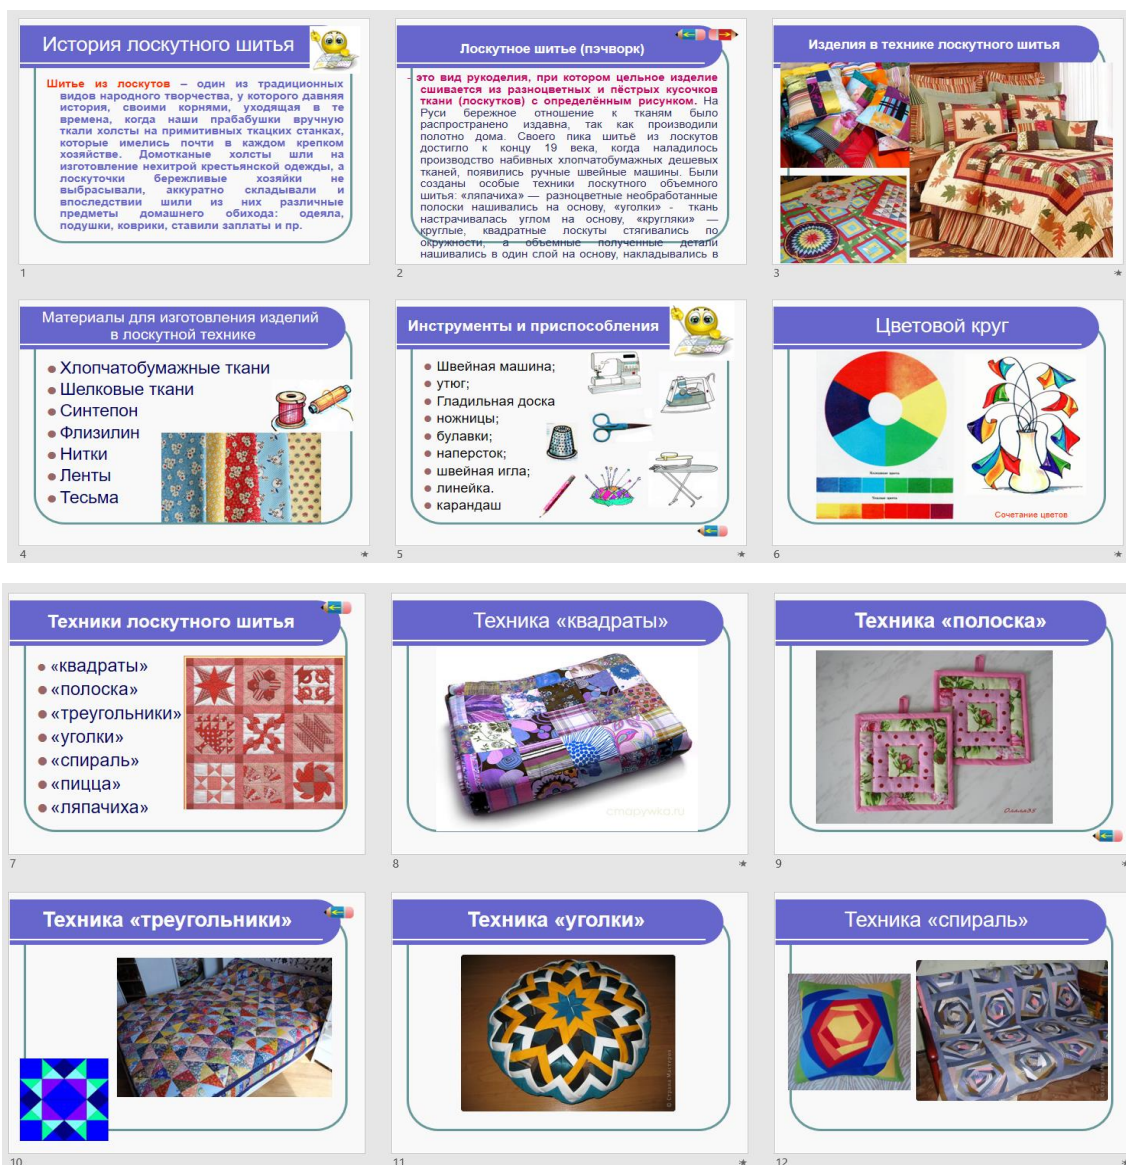 История лоскутного шитья
Шитье из лоскутов – один из традиционных
видов народного творчества, у которого давняя
история, своими корнями, уходящая в те
времена, когда наши прабабушки вручную
ткали холсты на примитивных ткацких станках,
которые имелись почти в каждом крепком
хозяйстве. Домотканые холсты шли на
изготовление нехитрой крестьянской одежды, а
лоскуточки бережливые хозяйки не
выбрасывали, аккуратно складывали и
впоследствии шили из них различные
предметы домашнего обихода: одеяла,
подушки, коврики, ставили заплаты и пр.
1
Лоскутное шитье (пэчворк)
- это вид рукоделия, при котором цельное изделие
сшивается из разноцветных и пёстрых кусочков
ткани (лоскутков) с определённым рисунком. На
Руси бережное отношение к тканям было
распространено издавна, так как производили
полотно дома. Своего пика шитьё из лоскутов
достигло к концу 19 века, когда наладилось
производство набивных хлопчатобумажных дешевых
тканей, появились ручные швейные машины. Были
созданы особые техники лоскутного объемного
шитья: «ляпачиха» — разноцветные необработанные
полоски нашивались на основу, «уголки» - ткань
настрачивалась углом на основу, «кругляки» —
круглые, квадратные лоскуты стягивались по
окружности, а объемные полученные детали
нашивались в один слой на основу, накладывались в
2
Изделия в технике лоскутного шитья
3
Материалы для изготовления изделий
в лоскутной технике
Хлопчатобумажные ткани
Шелковые ткани
Синтепон
Флизилин
Нитки
Ленты
Тесьма
4
Инструменты и приспособления
Швейная машина;
утюг;
Гладильная доска
ножницы;
булавки;
наперсток;
швейная игла;
линейка.
карандаш
5
Цветовой круг
Сочетание цветов
6
Техники лоскутного шитья
«квадраты»
«полоска»
«треугольники»
«уголки»
«спираль»
«пицца»
«ляпачиха»
7
Техника «квадраты»
старушка.ru
8
Техника «полоска»
9
Техника «треугольники»
10
Техника «уголки»
11
Техника «спираль»
12